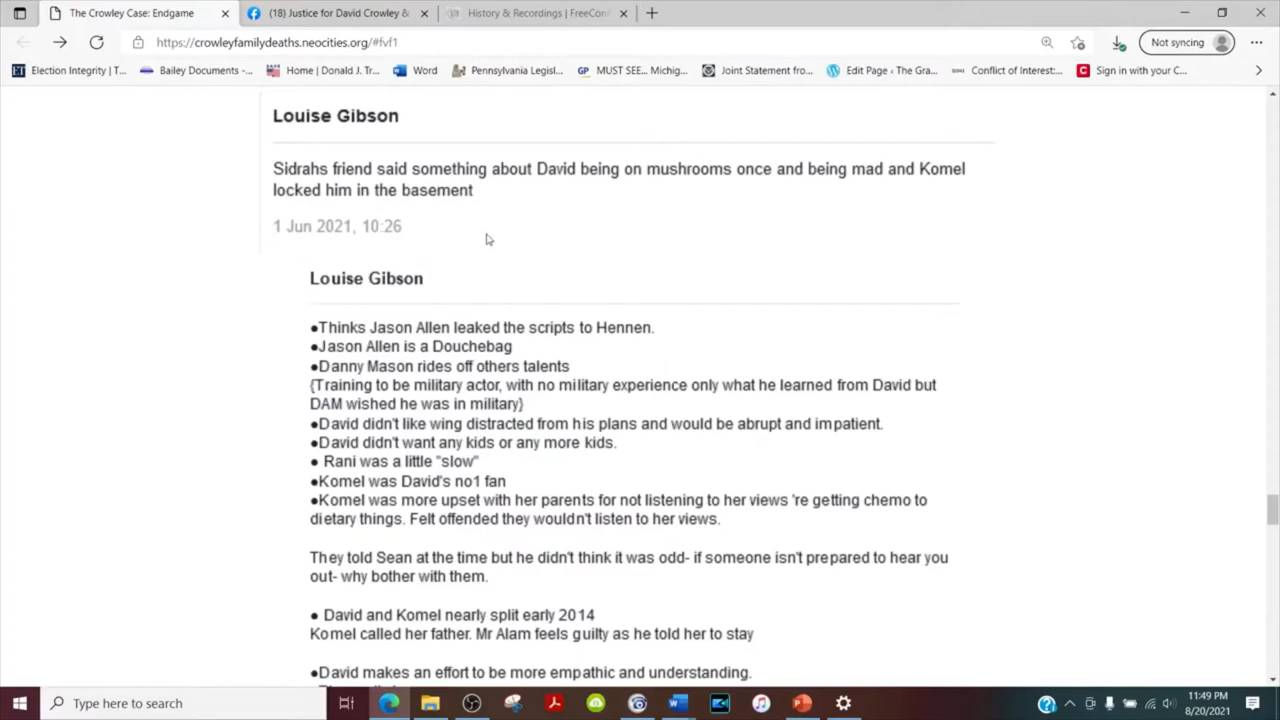 The Crowley Case: Endgame
(18) Justice for David Crowley &
History & Recordings | FreeConf
https://crowleyfamilydeaths.neocities.org/#fvf1
Not syncing
Election Integrity | T...
Bailey Documents -...
Home | Donald J. Tr...
Word
Pennsylvania Legisl...
GP MUST SEE... Michig...
Joint Statement fro...
Edit Page ‹ The Gra...
Conflict of Interest:...
Sign in with your C...
Louise Gibson
Sidrahs friend said something about David being on mushrooms once and being mad and Komel
locked him in the basement
1 Jun 2021, 10:26
Louise Gibson
●Thinks Jason Allen leaked the scripts to Hennen.
●Jason Allen is a Douchebag
●Danny Mason rides off others talents
{Training to be military actor, with no military experience only what he learned from David but
DAM wished he was in military}
●David didn't like wing distracted from his plans and would be abrupt and impatient.
●David didn't want any kids or any more kids.
● Rani was a little "slow"
●Komel was David's no1 fan
●Komel was more upset with her parents for not listening to her views 're getting chemo to
dietary things. Felt offended they wouldn't listen to her views.
They told Sean at the time but he didn't think it was odd- if someone isn't prepared to hear you
out- why bother with them.
● David and Komel nearly split early 2014
Komel called her father. Mr Alam feels guilty as he told her to stay
●David makes an effort to be more empathic and understanding.
Type here to search
11:49 PM
8/20/2021